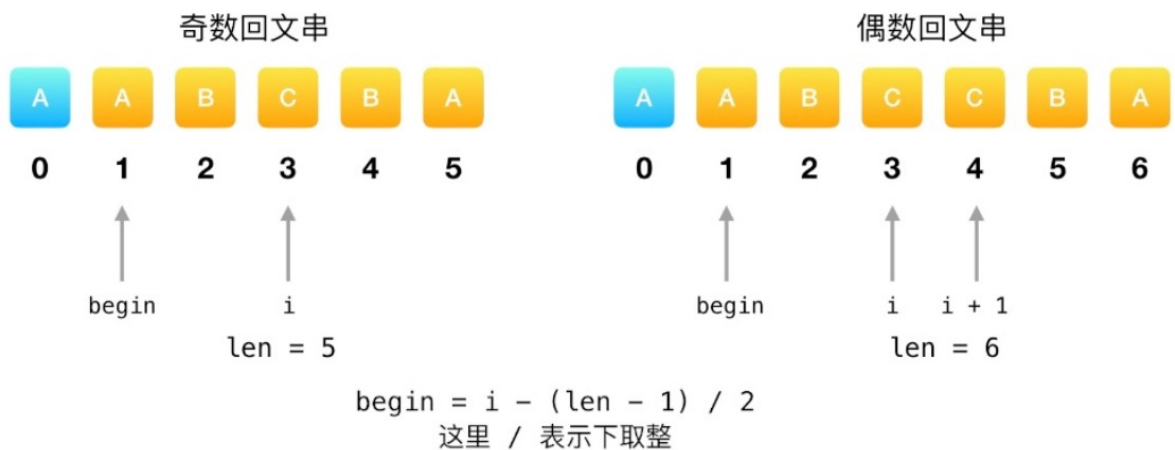 奇数回文串
A A B C B A
0 1 2 3 4 5
begin i
len = 5
偶数回文串
A A B C C B A
0 1 2 3 4 5 6
begin i i + 1
len = 6
begin = i − (len − 1) / 2
这里 / 表示下取整